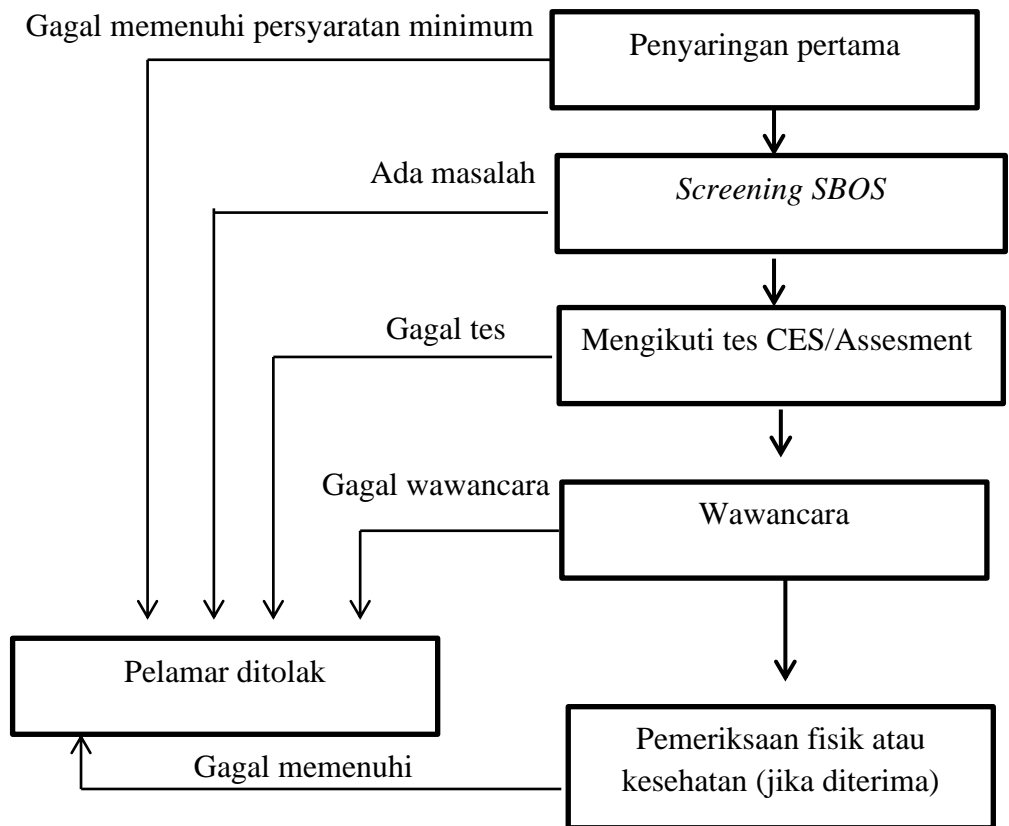 Gagal memenuhi persyaratan minimum
Penyaringan pertama
Ada masalah
Screening SBOS
Gagal tes
Mengikuti tes CES/Assesment
Gagal wawancara
Wawancara
Pelamar ditolak
Gagal memenuhi
Pemeriksaan fisik atau
kesehatan (jika diterima)